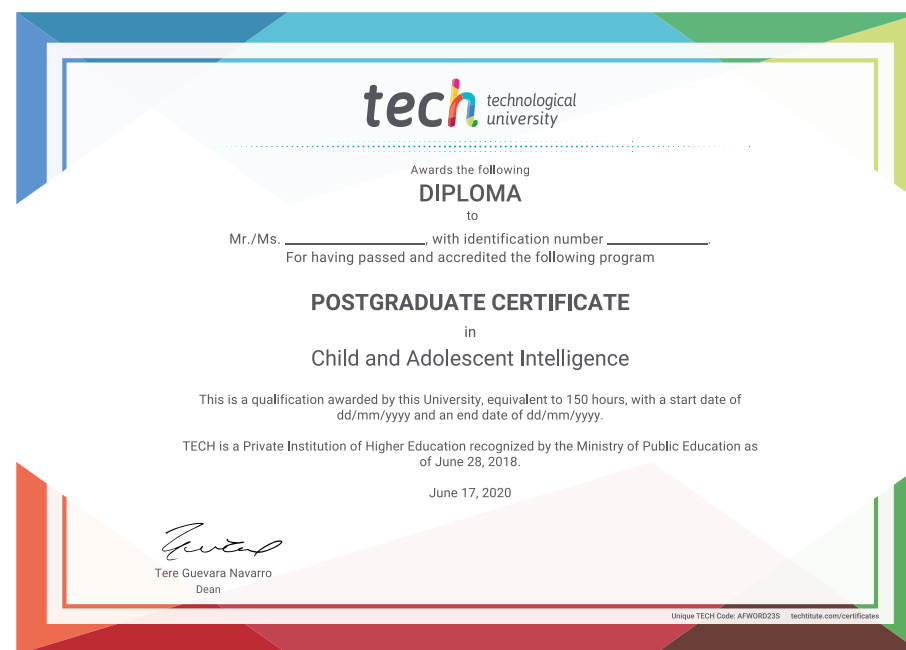 tech technological
university
Awards the following
DIPLOMA
to
Mr./Ms. ____________, with identification number _________.
For having passed and accredited the following program
POSTGRADUATE CERTIFICATE
in
Child and Adolescent Intelligence
This is a qualification awarded by this University, equivalent to 150 hours, with a start date of
dd/mm/yyyy and an end date of dd/mm/yyyy.
TECH is a Private Institution of Higher Education recognized by the Ministry of Public Education as
of June 28, 2018.
June 17, 2020
Tere Guevara Navarro
Dean
Unique TECH Code: AFWORD23S techtitute.com/certificates